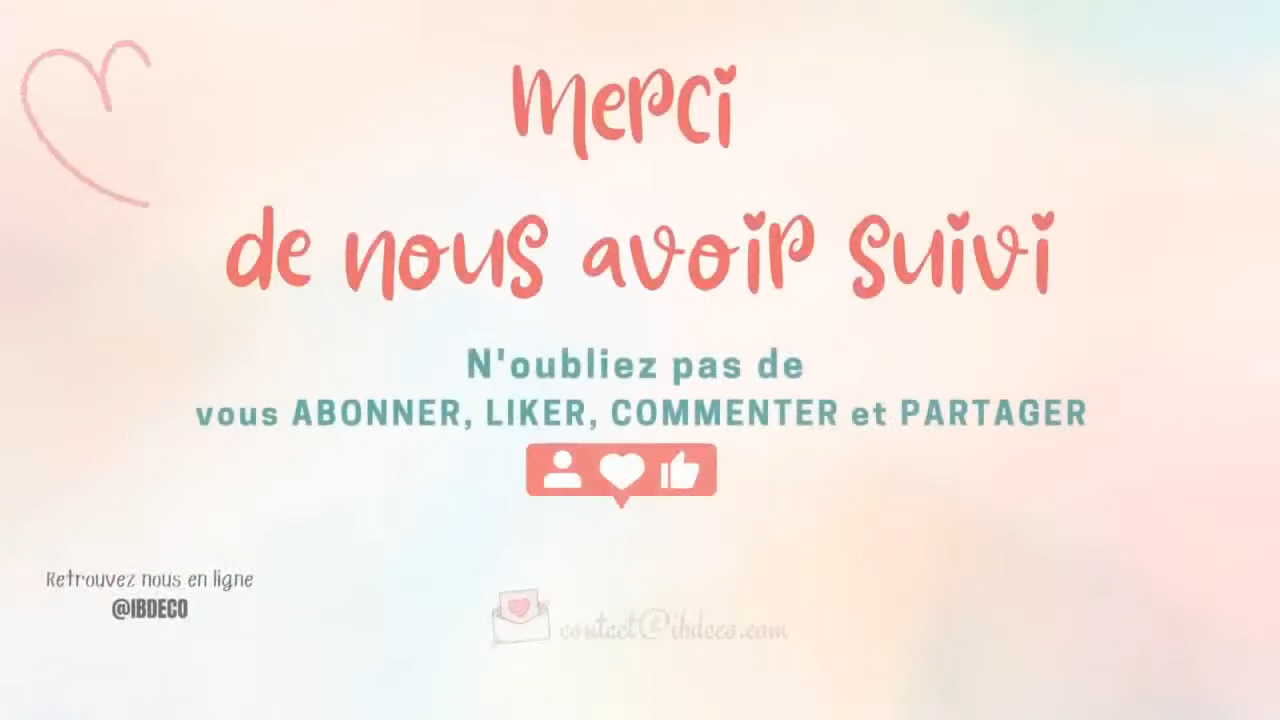 Merci
de nous avoir suivi
N'oubliez pas de
vous ABONNER, LIKER, COMMENTER et PARTAGER
Retrouvez nous en ligne
@IBDECO
contact@ibdeco.com